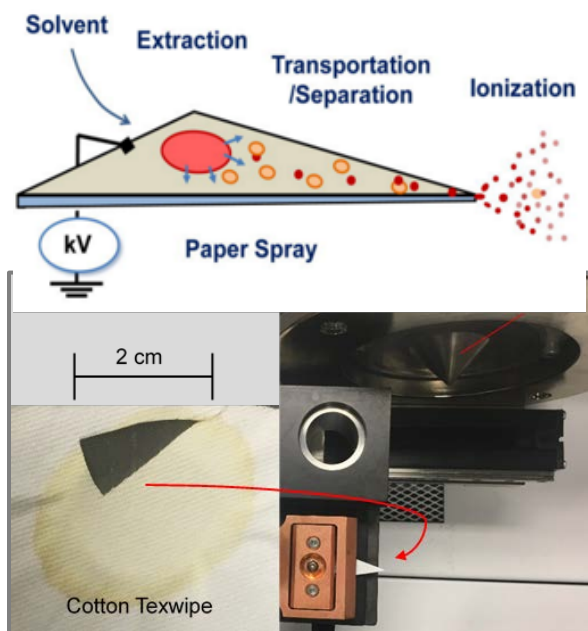 Solvent
Extraction
Transportation
/Separation
Ionization
kV
Paper Spray
2 cm
Cotton Texwipe